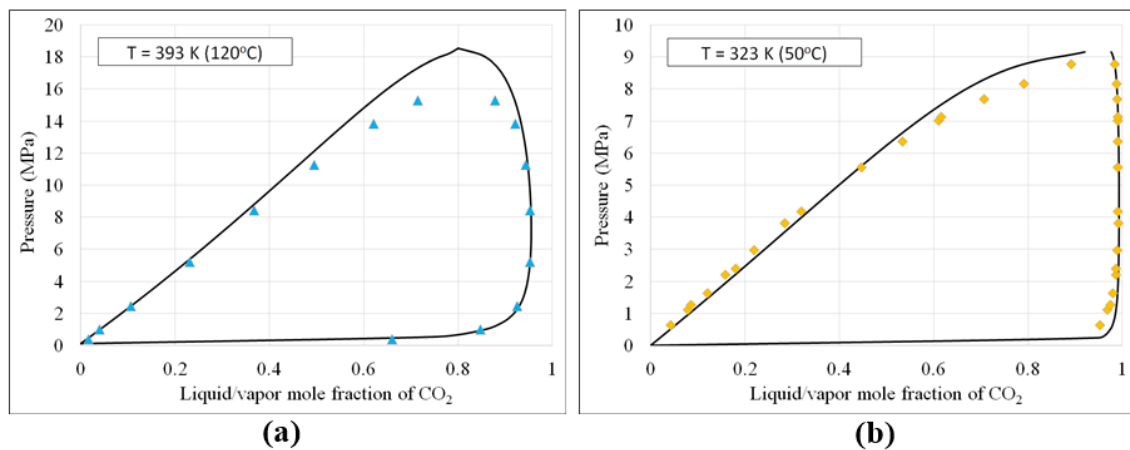 20
18
16
14
12
10
8
6
4
2
0
T = 393 K (120°C)
Pressure (MPa)
0 0.2 0.4 0.6 0.8 1
Liquid/vapor mole fraction of CO₂
(a)
10
9
8
7
6
5
4
3
2
1
0
T = 323 K (50°C)
Pressure (MPa)
0 0.2 0.4 0.6 0.8 1
Liquid/vapor mole fraction of CO₂
(b)